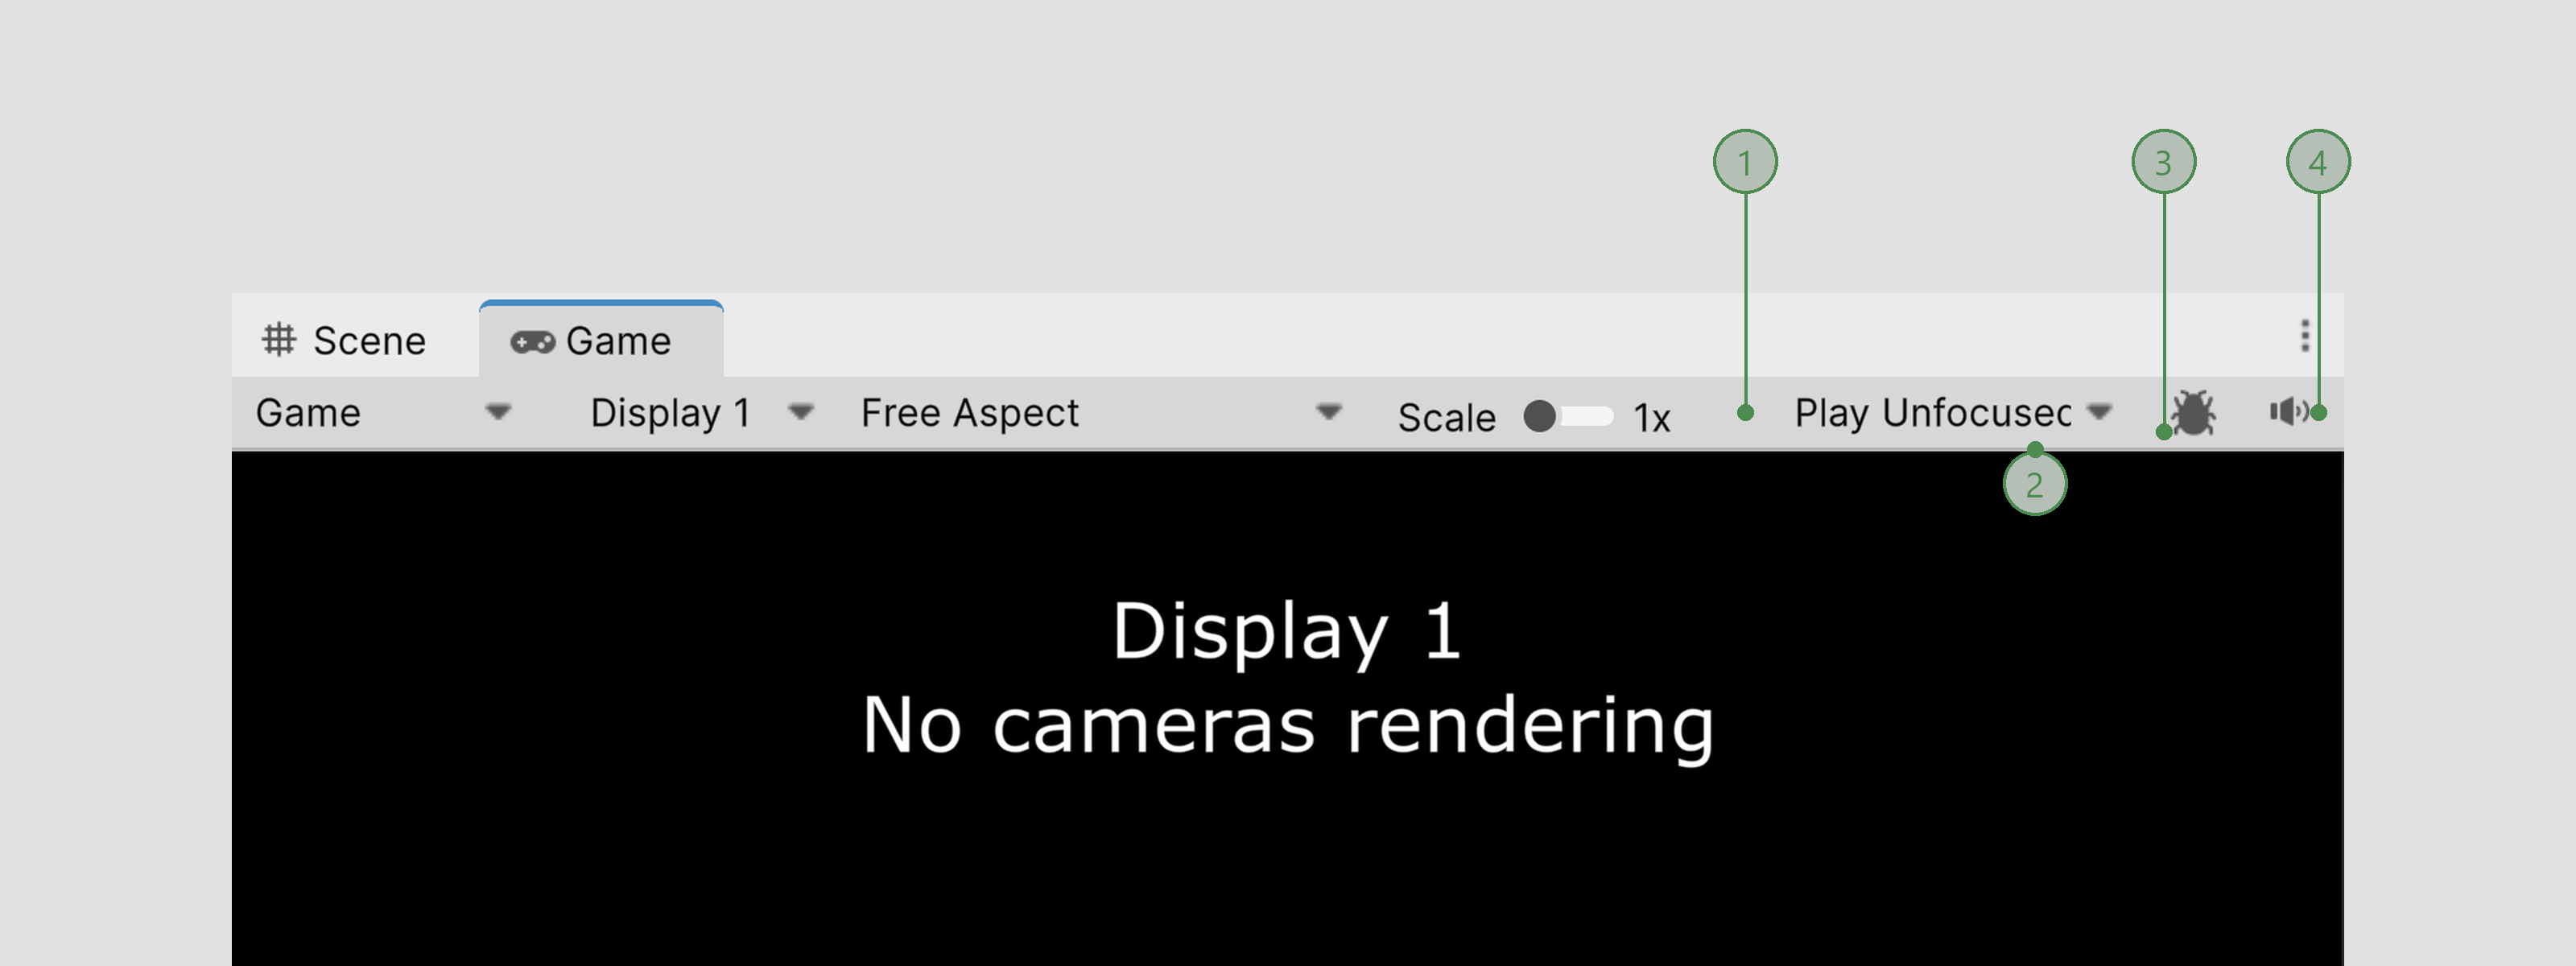 1 3 4
Scene Game
Game Display 1 Free Aspect Scale 1x Play Unfocusec
2
Display 1
No cameras rendering